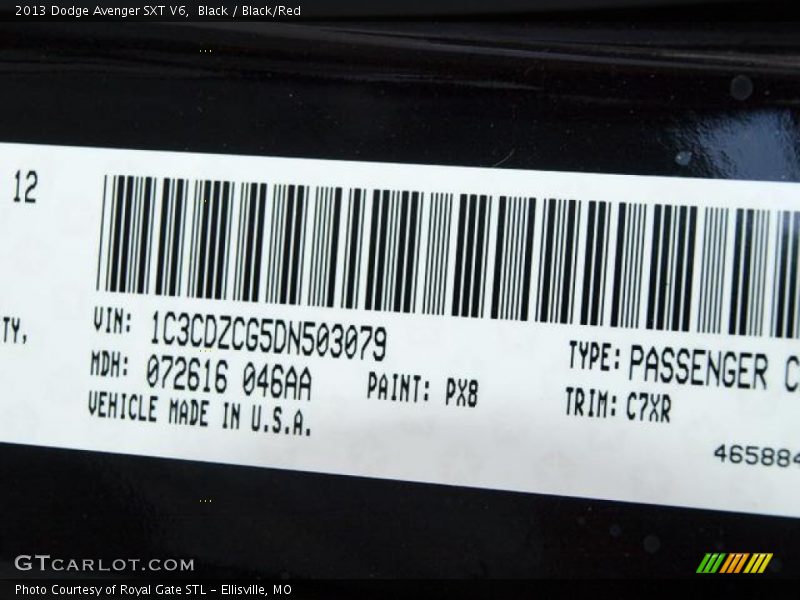 2013 Dodge Avenger SXT V6, Black / Black/Red
12
TY,
VIN: 1C3CDZCG5DN503079
MDH: 072616 046AA
PAINT: PX8
VEHICLE MADE IN U.S.A.
TYPE: PASSENGER C
TRIM: C7XR
465884
GTCARLOT.COM
Photo Courtesy of Royal Gate STL - Ellisville, MO